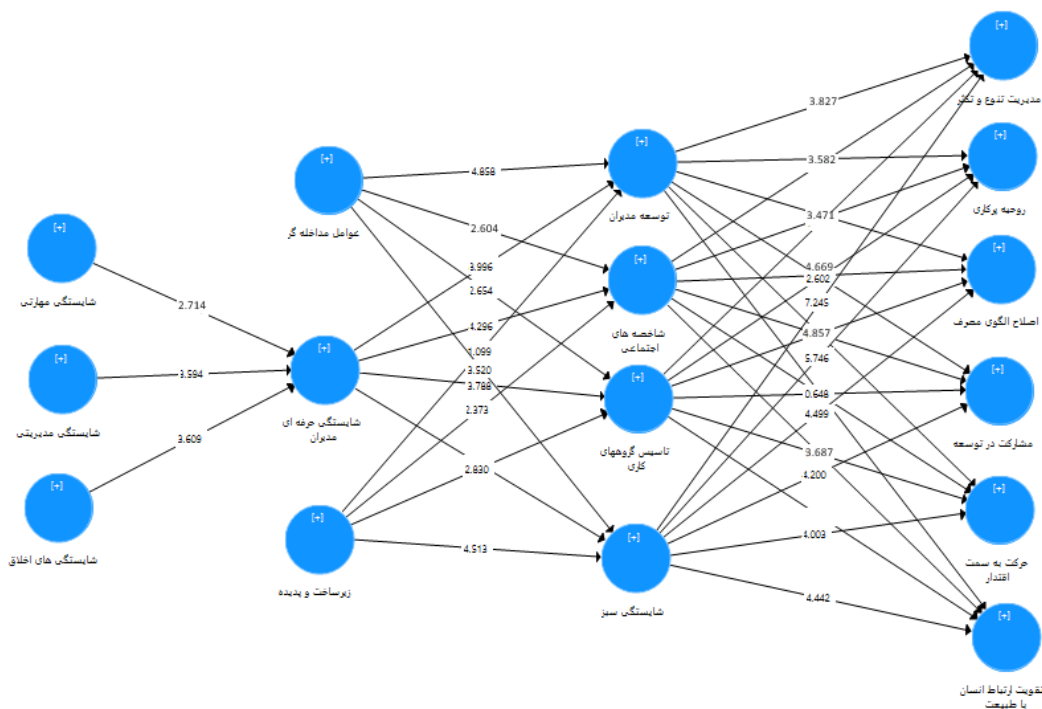 [+]
مدیریت تنوع و تکثر
3.827
[+]
روحیه پرکاری
3.582
[+]
توسعه مدیران
[+]
عوامل مداخله گر
4.858
3.471
[+]
شایستگی مهارتی
2.604
[+]
شاخصه های
اجتماعی
[+]
اصلاح الگوی مصرف
3.996
4.669
2.602
2.654
7.245
2.714
4.296
4.857
[+]
شایستگی حرفه ای
مدیران
3.520
3.788
5.746
[+]
شایستگی مدیریتی
3.594
[+]
تاسیس گروههای
کاری
0.648
4.499
[+]
مشارکت در توسعه
2.373
3.609
3.687
2.830
4.200
[+]
شایستگی های اخلاق
[+]
زیرساخت و پدیده
4.513
[+]
شایستگی سبز
4.003
[+]
حرکت به سمت
اقتدار
4.442
[+]
تقویت ارتباط انسان
با طبیعت